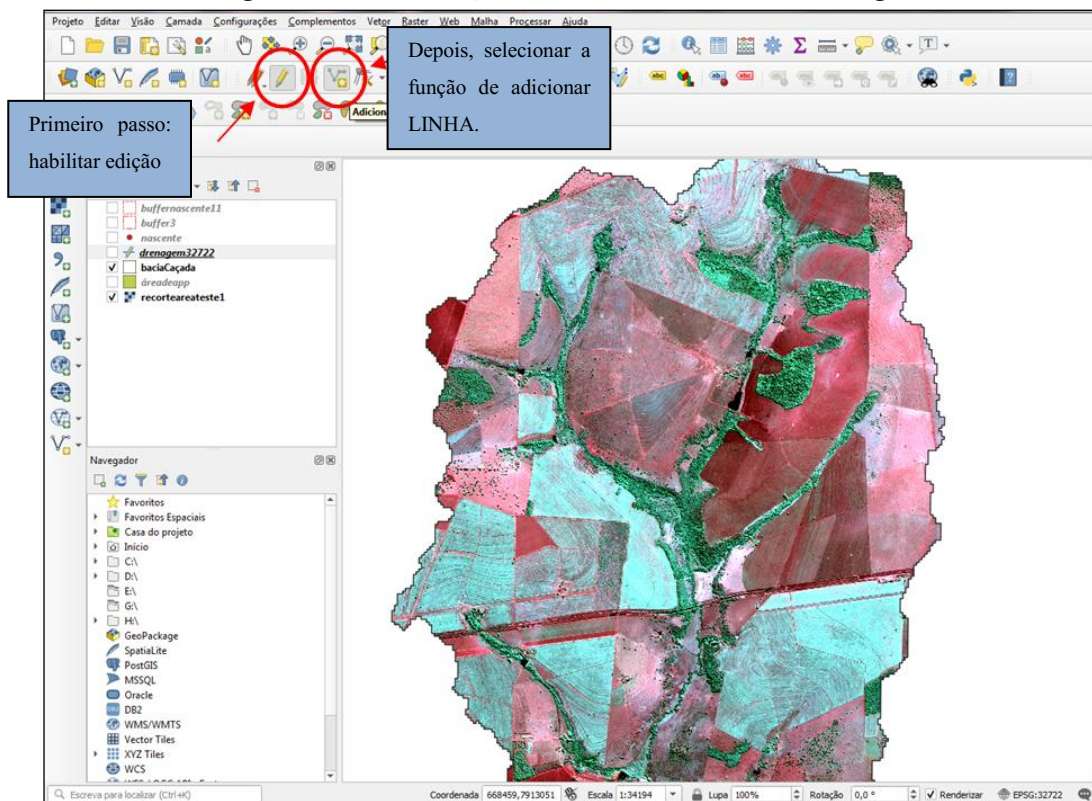 Projeto Editar Visão Camada Configurações Complementos Vetor Raster Web Malha Processar Ajuda
Depois, selecionar a
função de adicionar
LINHA.
Primeiro passo:
habilitar edição
Adicion
buffernascente11
buffer3
nascente
drenagem32722
baciaCaçada
áreadeapp
recorteareateste1
Navegador
Favoritos
Favoritos Espaciais
Casa do projeto
Início
C:\
D:\
E:\
G:\
H:\
GeoPackage
SpatiaLite
PostGIS
MSSQL
Oracle
DB2
WMS/WMTS
Vector Tiles
XYZ Tiles
WCS
Escreva para localizar (Ctrl+K) Coordenada 668459,7913051 Escala 1:34194 Lupa 100% Rotação 0,0 ° Renderizar EPSG:32722